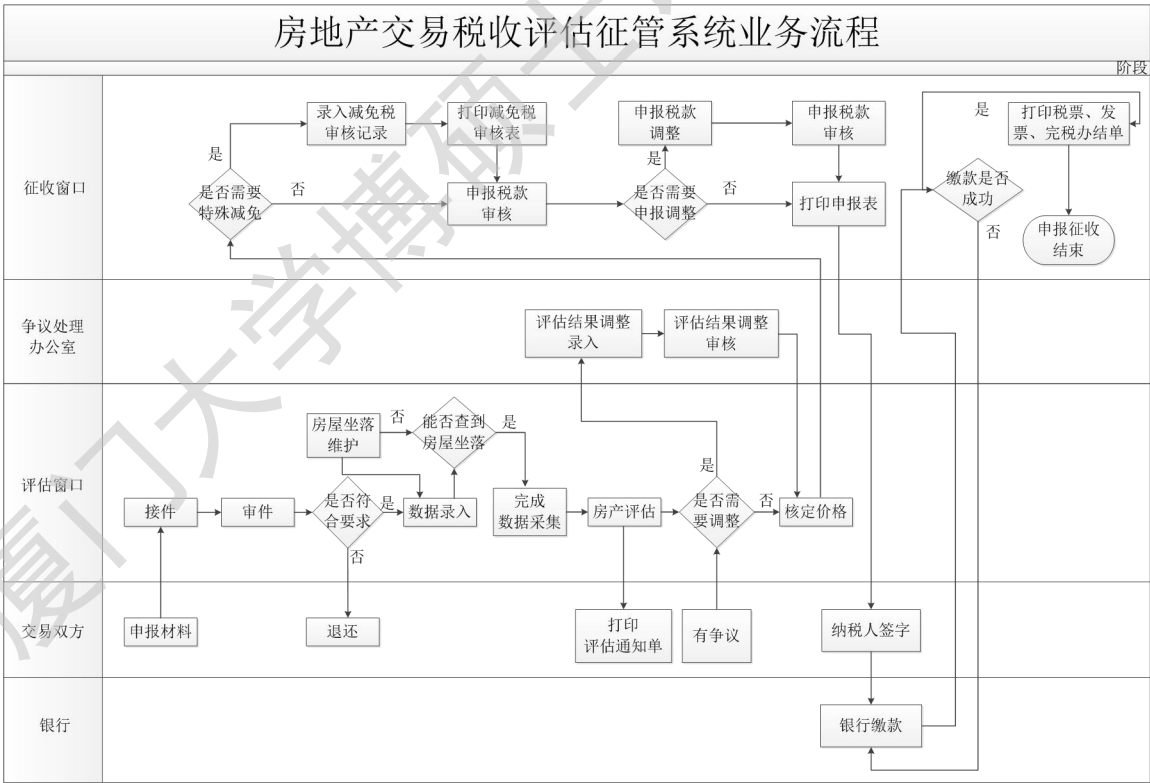 房地产交易税收评估征管系统业务流程
阶段
征收窗口
录入减免税
审核记录
打印减免税
审核表
申报税款
调整
申报税款
审核
是
打印税票、发
票、完税办结单
是
是
是否需要
特殊减免
否
申报税款
审核
是否需要
申报调整
否
打印申报表
缴款是否
成功
否
申报征收
结束
争议处理
办公室
评估结果调整
录入
评估结果调整
审核
评估窗口
房屋坐落
维护
否
能否查到
房屋坐落
是
接件
审件
是否符
合要求
是
数据录入
否
完成
数据采集
房产评估
是
是否需
要调整
否
核定价格
交易双方
申报材料
退还
打印
评估通知单
有争议
纳税人签字
银行
银行缴款
厦门大学博硕士